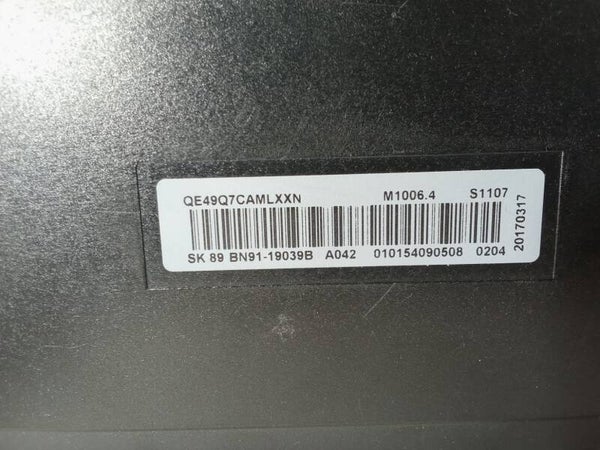 QE49Q7CAMLXXN M1006.4 S1107
SK 89 BN91-19039B A042 010154090508 0204
20170317